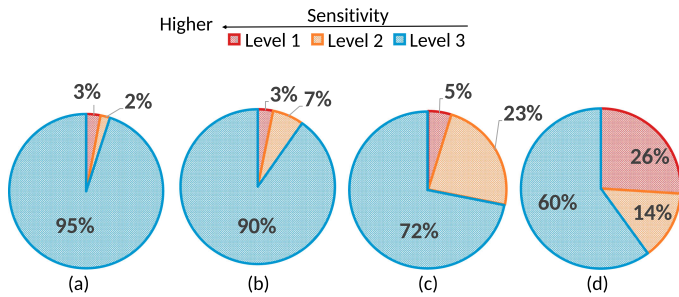 Sensitivity
Higher
Level 1 Level 2 Level 3
3% 2% 95%
3% 7% 90%
5% 23% 72%
26% 14% 60%
(a) (b) (c) (d)